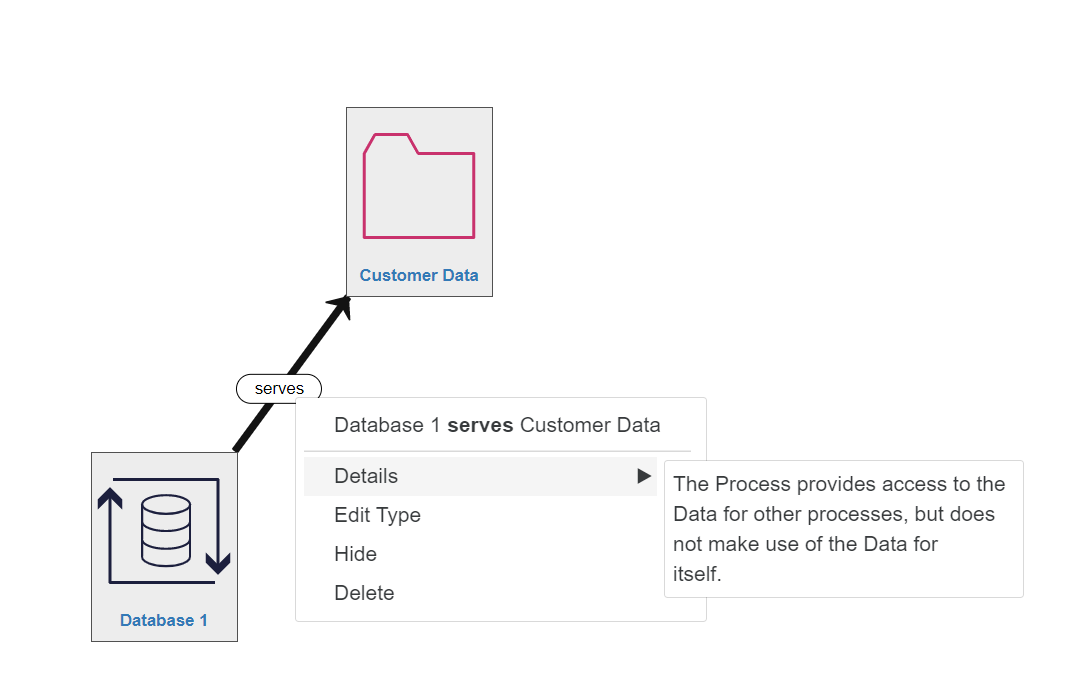 Customer Data
serves
Database 1 serves Customer Data
Details
The Process provides access to the
Data for other processes, but does
not make use of the Data for
itself.
Edit Type
Hide
Delete
Database 1